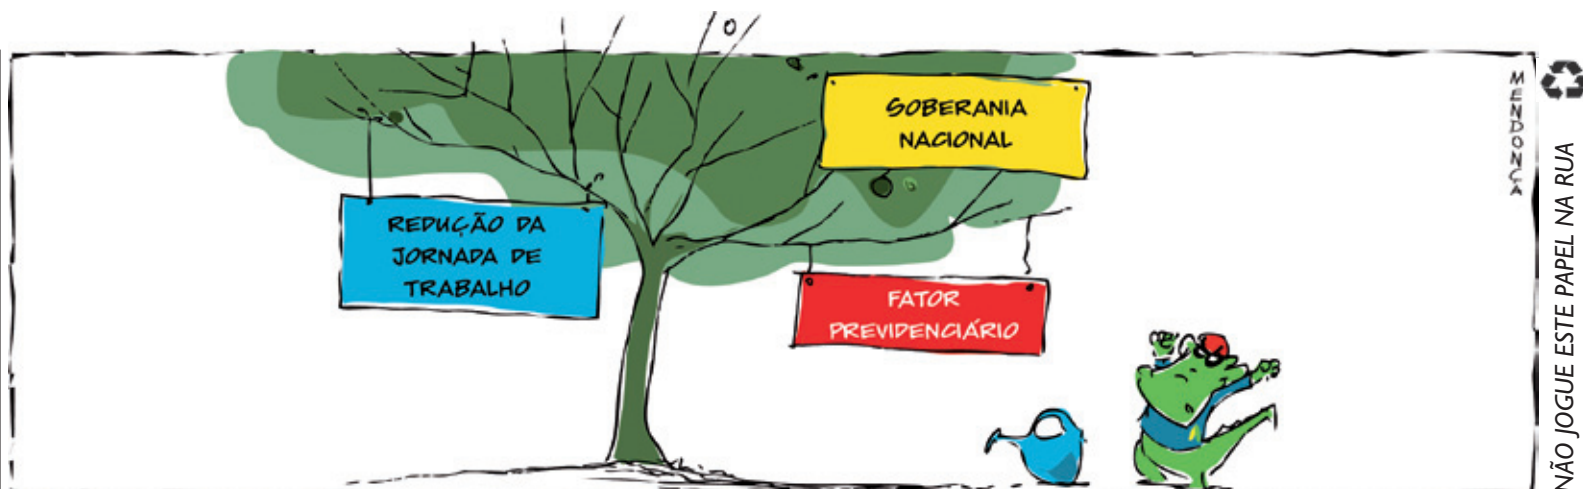 SOBERANIA
NACIONAL
REDUÇÃO DA
JORNADA DE
TRABALHO
FATOR
PREVIDENCIÁRIO
MENDONÇA
NÃO JOGUE ESTE PAPEL NA RUA